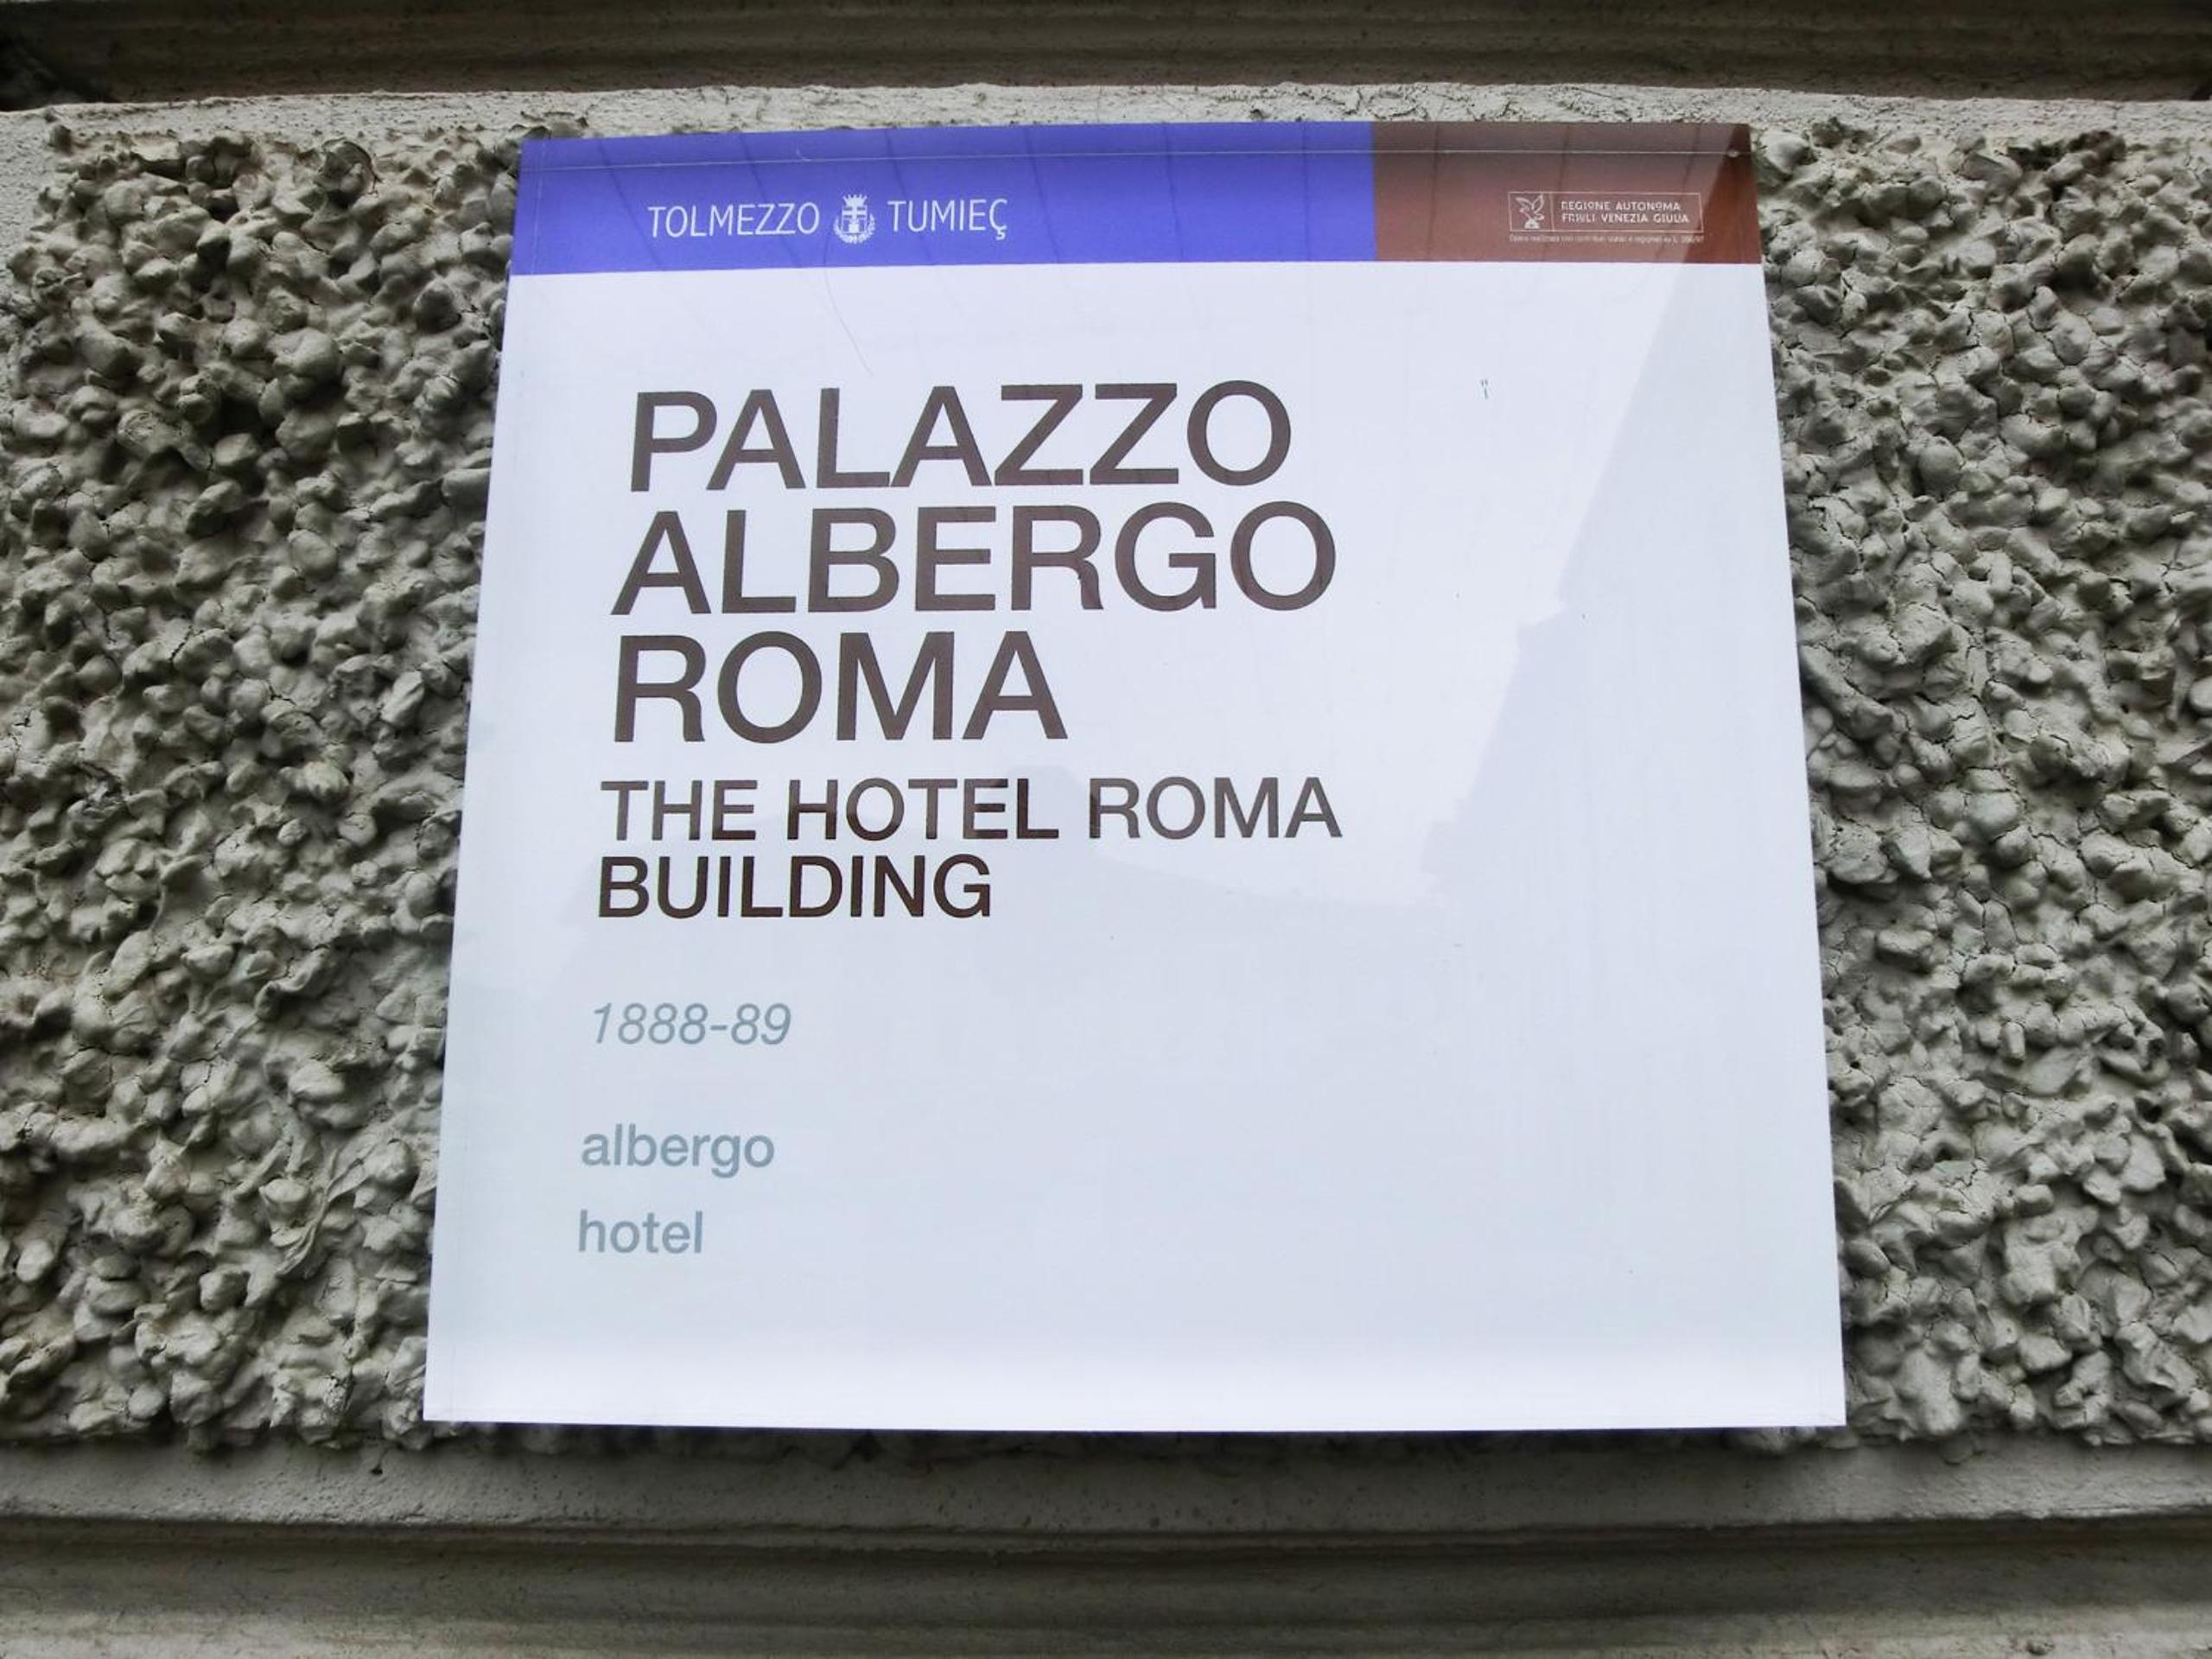 TOLMEZZO TUMIEÇ
REGIONE AUTONOMA
FRIULI VENEZIA GIULIA
PALAZZO
ALBERGO
ROMA
THE HOTEL ROMA
BUILDING
1888-89
albergo
hotel